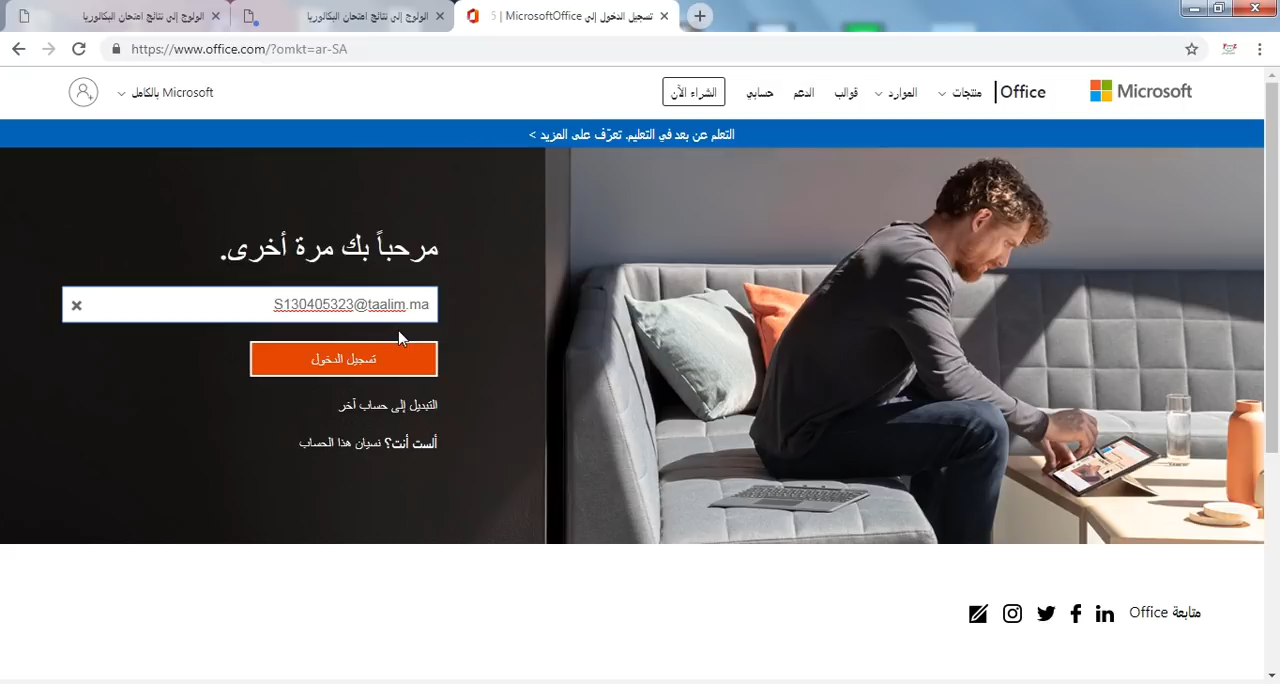 الولوج إلى نتائج امتحان البكالوريا
الولوج إلى نتائج امتحان البكالوريا
تسجيل الدخول إلى MicrosoftOffice | 5
https://www.office.com/?omkt=ar-SA
Microsoft
Office
منتجات
الموارد
قوالب
الدعم
حسابي
الشراء الآن
Microsoft بالكامل
التعلم عن بعد في التعليم. تعرّف على المزيد >
مرحباً بك مرة أخرى.
S130405323@taalim.ma
تسجيل الدخول
التبديل إلى حساب آخر
ألست أنت؟ نسيان هذا الحساب
متابعة Office